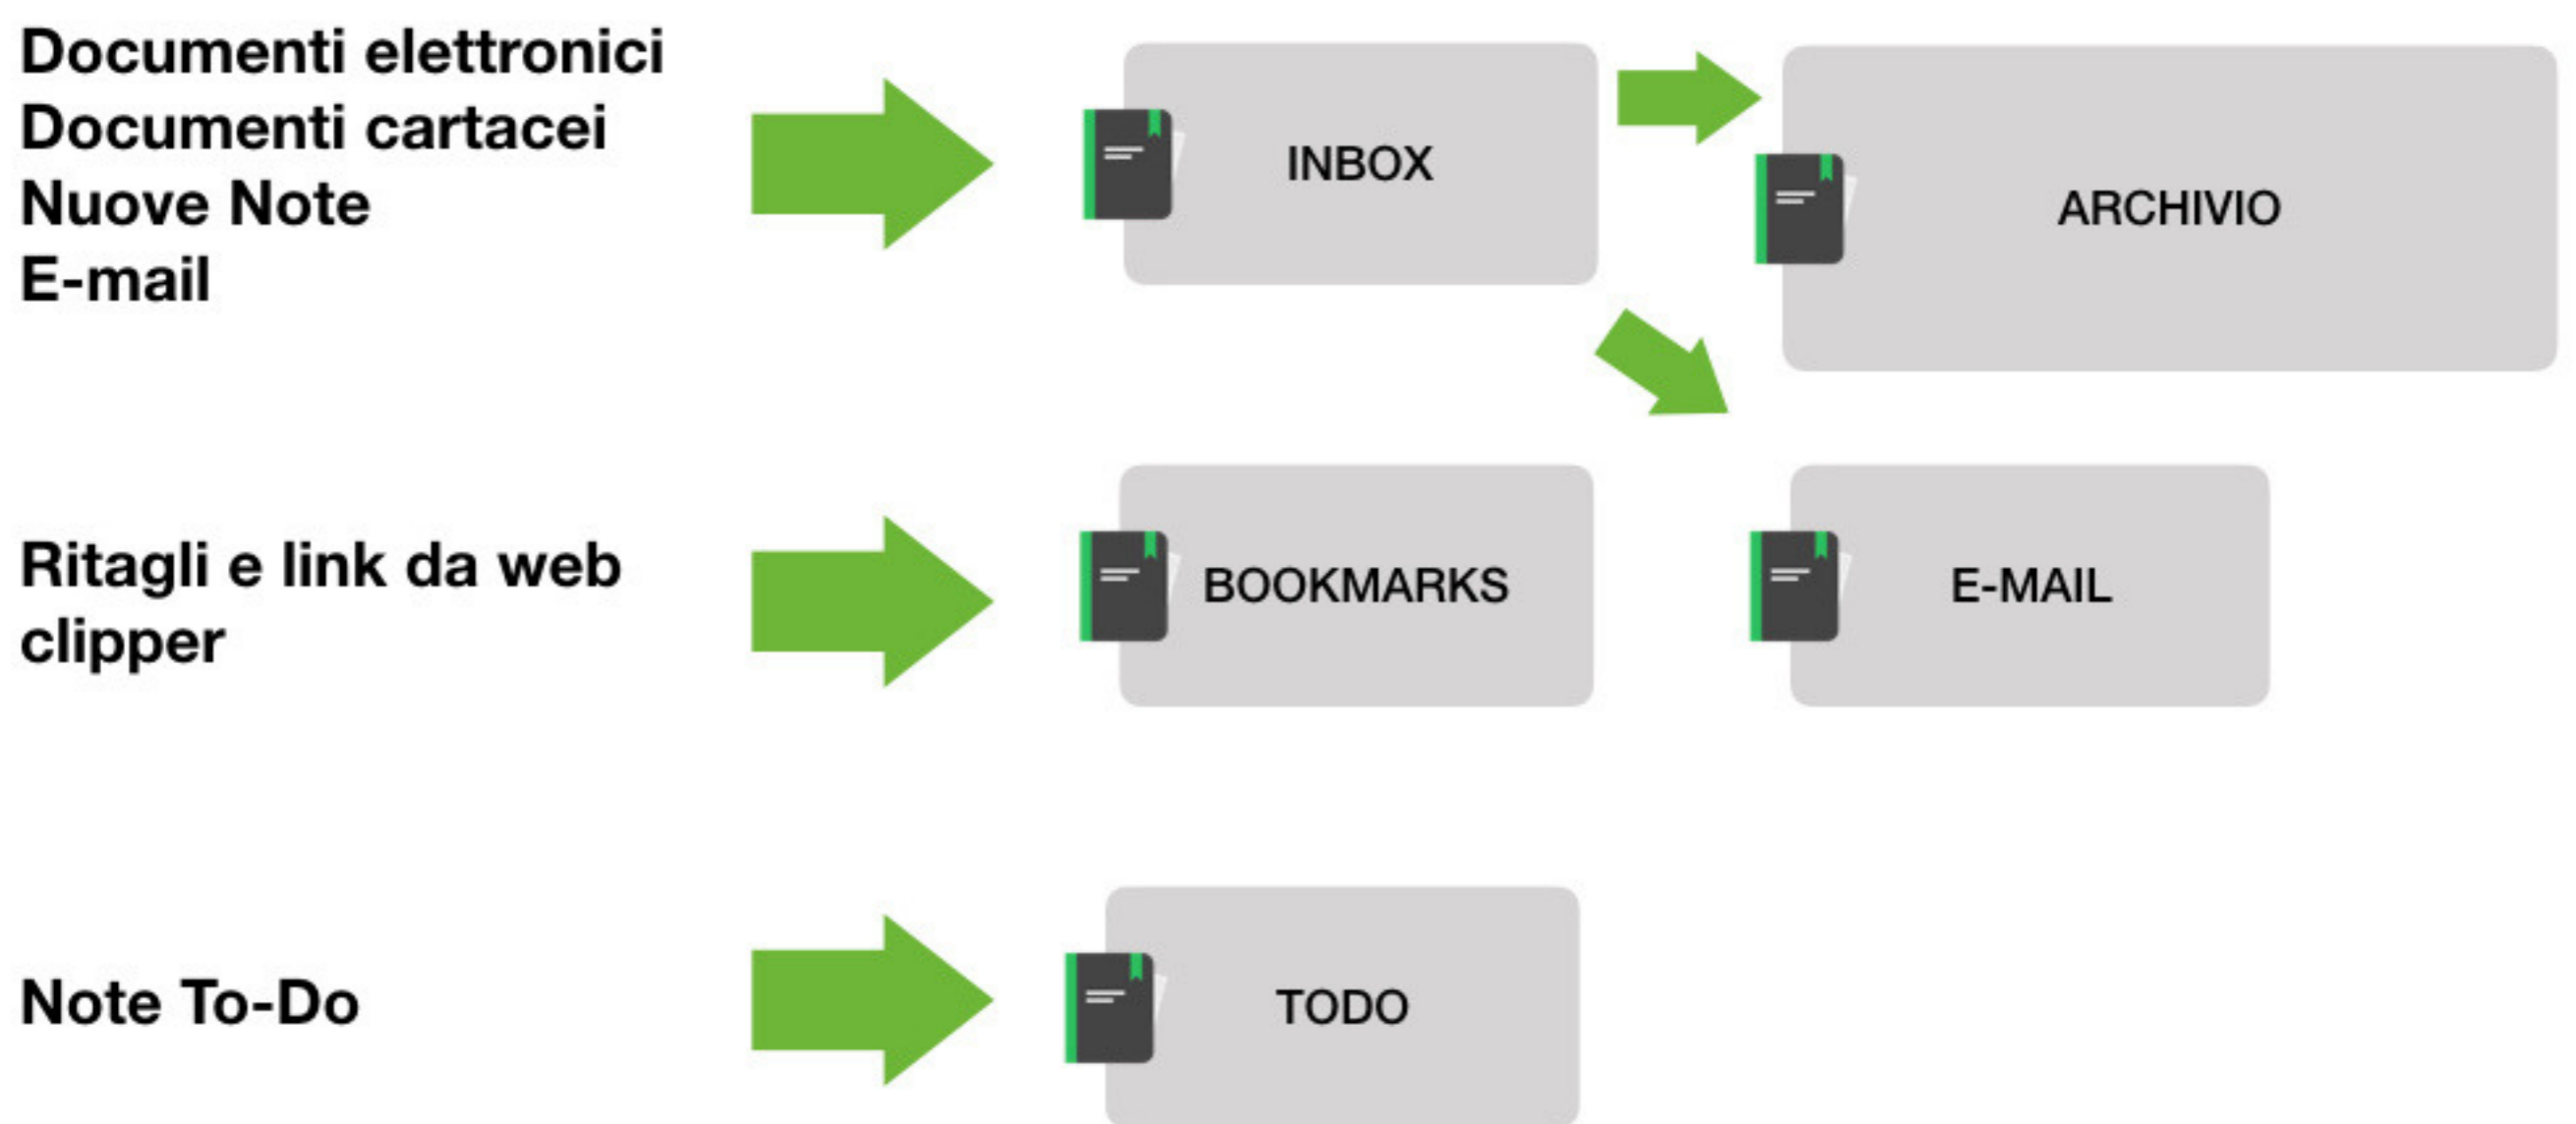 Documenti elettronici
Documenti cartacei
Nuove Note
E-mail
INBOX
ARCHIVIO
Ritagli e link da web
clipper
BOOKMARKS
E-MAIL
Note To-Do
TODO